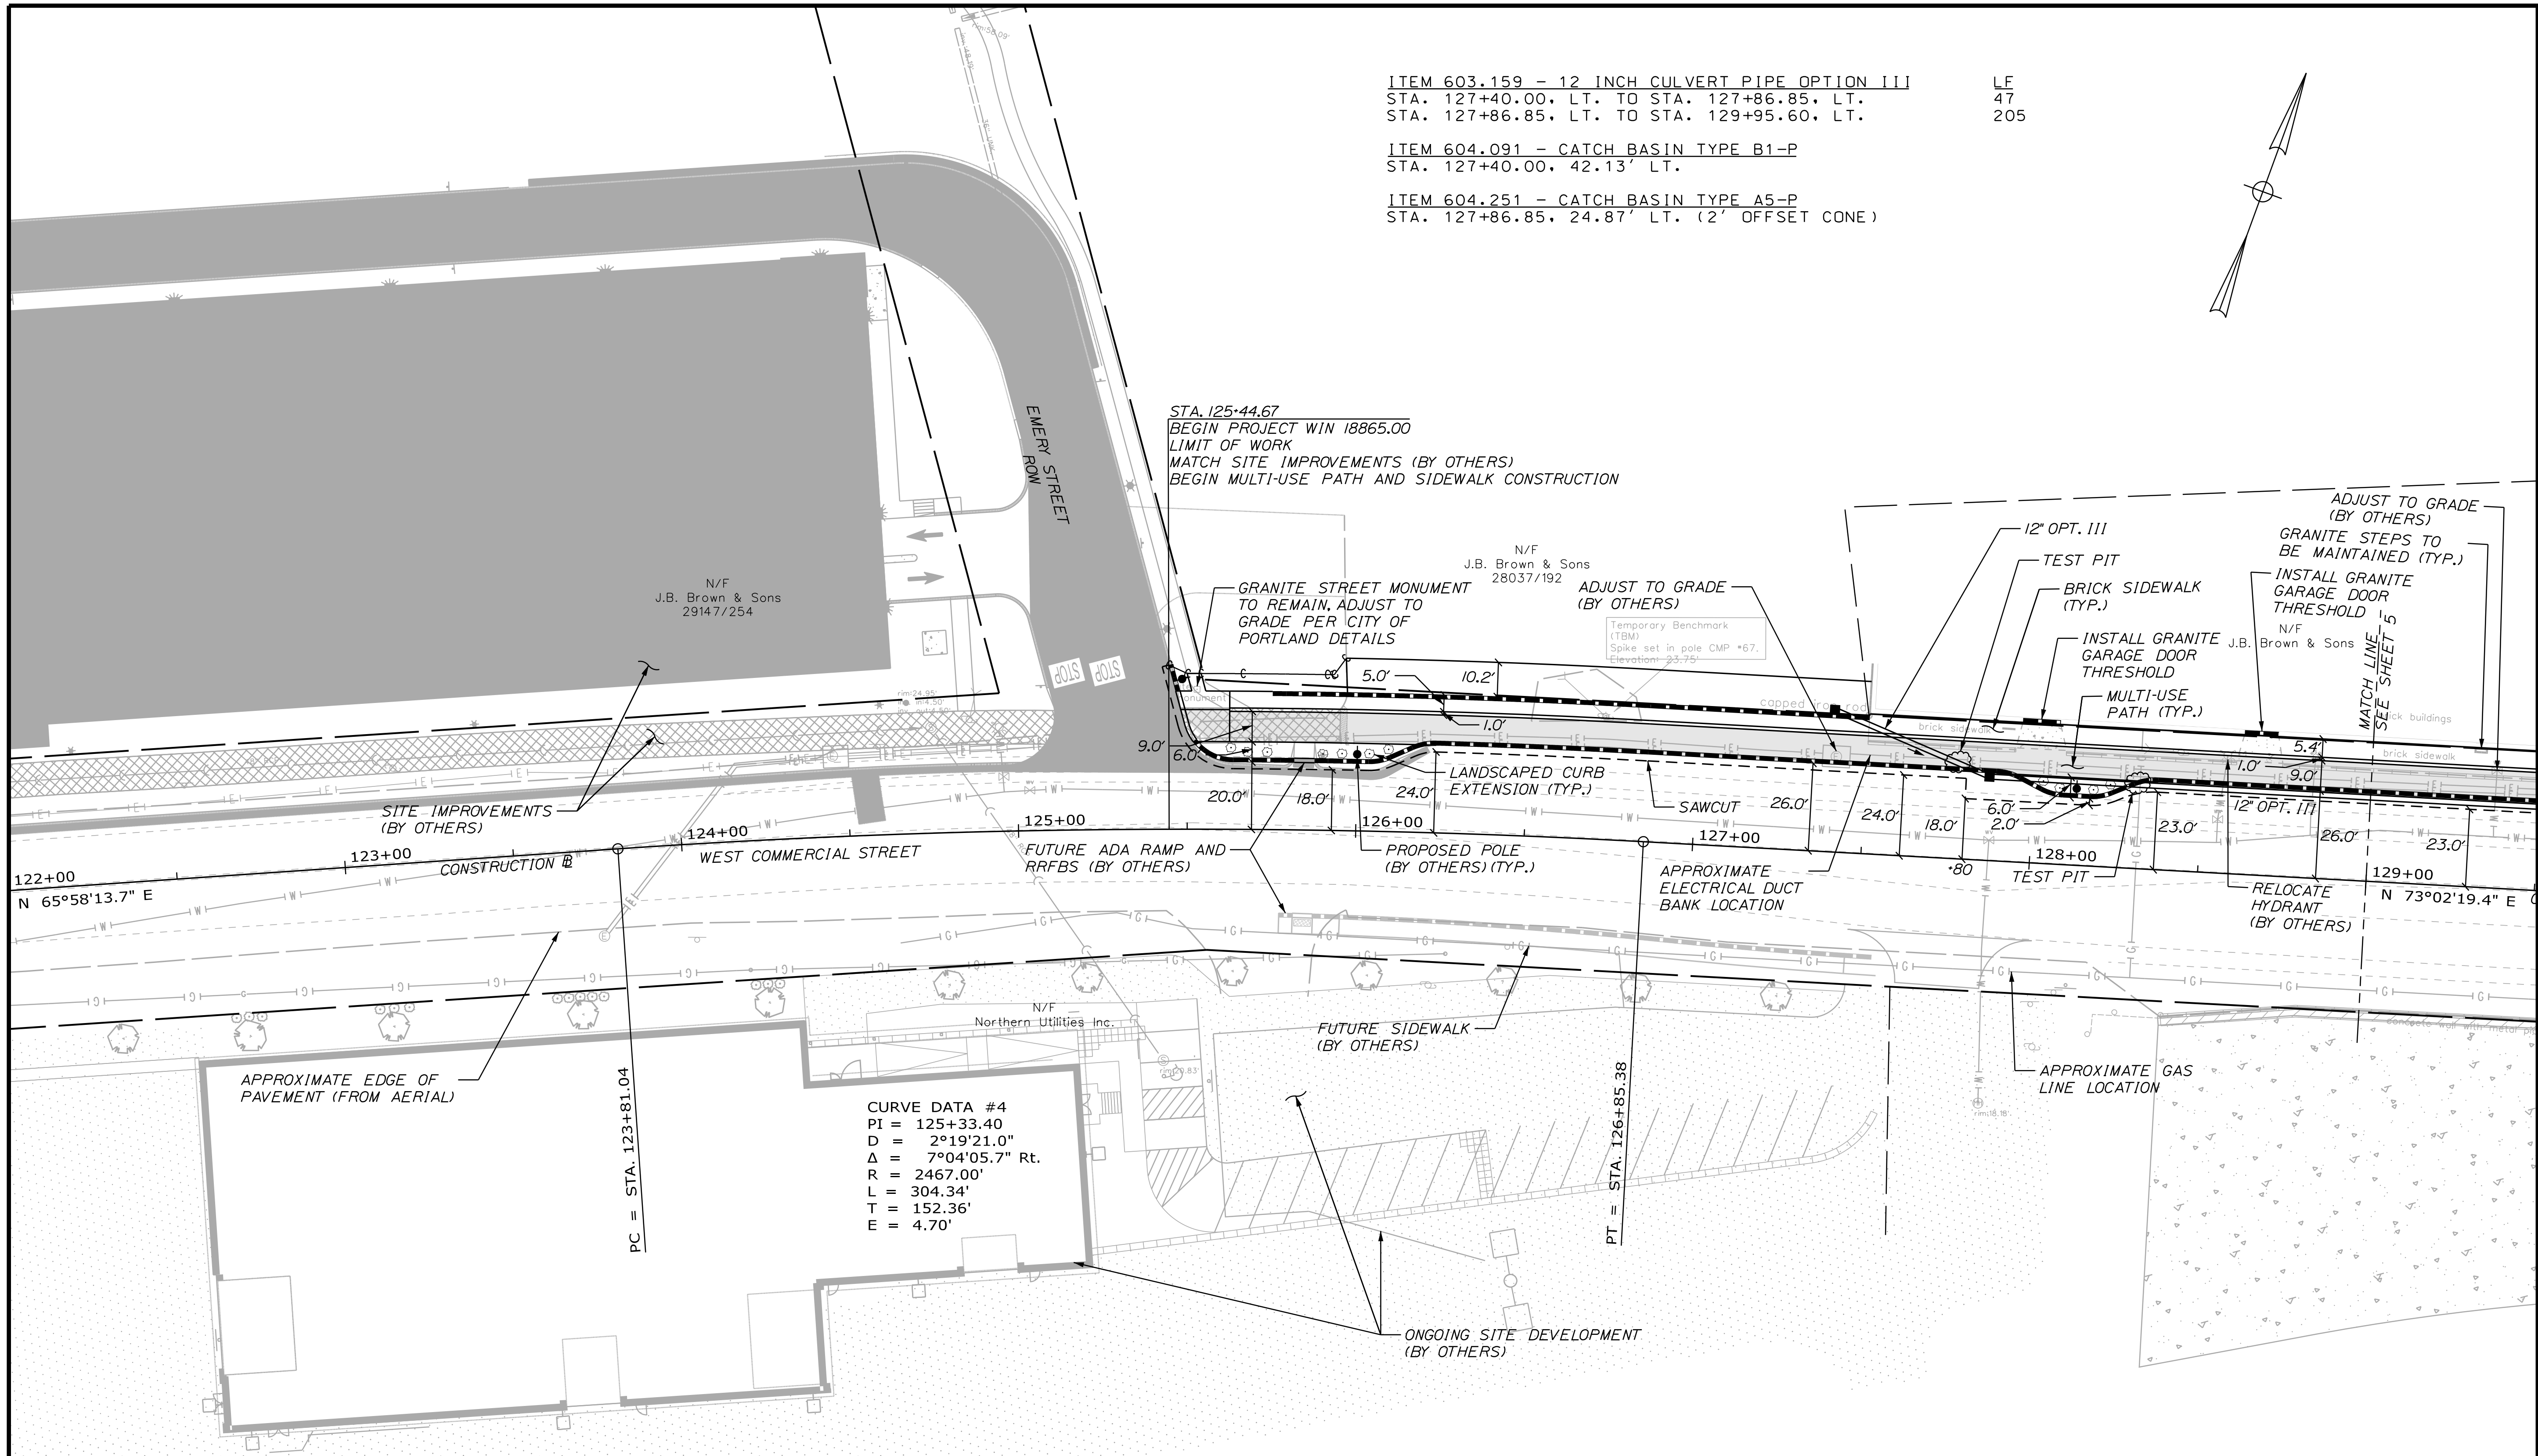 ITEM 603.159 - 12 INCH CULVERT PIPE OPTION III LF
STA. 127+40.00, LT. TO STA. 127+86.85, LT. 47
STA. 127+86.85, LT. TO STA. 129+95.60, LT. 205
ITEM 604.091 - CATCH BASIN TYPE B1-P
STA. 127+40.00, 42.13' LT.
ITEM 604.251 - CATCH BASIN TYPE A5-P
STA. 127+86.85, 24.87' LT. (2' OFFSET CONE)
EMERY STREET
ROW
STA. 125+44.67
BEGIN PROJECT WIN 18865.00
LIMIT OF WORK
MATCH SITE IMPROVEMENTS (BY OTHERS)
BEGIN MULTI-USE PATH AND SIDEWALK CONSTRUCTION
N/F
J.B. Brown & Sons
29147/254
N/F
J.B. Brown & Sons
28037/192
GRANITE STREET MONUMENT
TO REMAIN, ADJUST TO
GRADE PER CITY OF
PORTLAND DETAILS
ADJUST TO GRADE
(BY OTHERS)
Temporary Benchmark
(TBM)
Spike set in pole CMP *67.
Elevation: 23.75'
12" OPT. III
TEST PIT
BRICK SIDEWALK
(TYP.)
INSTALL GRANITE
GARAGE DOOR
THRESHOLD
MULTI-USE
PATH (TYP.)
ADJUST TO GRADE
(BY OTHERS)
GRANITE STEPS TO
BE MAINTAINED (TYP.)
INSTALL GRANITE
GARAGE DOOR
THRESHOLD
N/F
J.B. Brown & Sons
MATCH LINE
SEE SHEET 5
STOP
STOP
rim:24.95'
5.0'
10.2'
1.0'
9.0'
6.0'
20.0'
18.0'
24.0'
26.0'
24.0'
18.0'
6.0'
2.0'
12" OPT. III
23.0'
26.0'
23.0'
5.4'
1.0'
9.0'
brick sidewalk
brick sidewalk
LANDSCAPED CURB
EXTENSION (TYP.)
SAWCUT
SITE IMPROVEMENTS
(BY OTHERS)
122+00
123+00
124+00
125+00
126+00
127+00
128+00
129+00
+80
N 65°58'13.7" E
N 73°02'19.4" E
CONSTRUCTION BL
WEST COMMERCIAL STREET
FUTURE ADA RAMP AND
RRFBS (BY OTHERS)
PROPOSED POLE
(BY OTHERS) (TYP.)
APPROXIMATE
ELECTRICAL DUCT
BANK LOCATION
TEST PIT
RELOCATE
HYDRANT
(BY OTHERS)
N/F
Northern Utilities Inc.
FUTURE SIDEWALK
(BY OTHERS)
APPROXIMATE GAS
LINE LOCATION
rim:18.18'
APPROXIMATE EDGE OF
PAVEMENT (FROM AERIAL)
PC = STA. 123+81.04
CURVE DATA #4
PI = 125+33.40
D = 2°19'21.0"
Δ = 7°04'05.7" Rt.
R = 2467.00'
L = 304.34'
T = 152.36'
E = 4.70'
PT = STA. 126+85.38
ONGOING SITE DEVELOPMENT
(BY OTHERS)